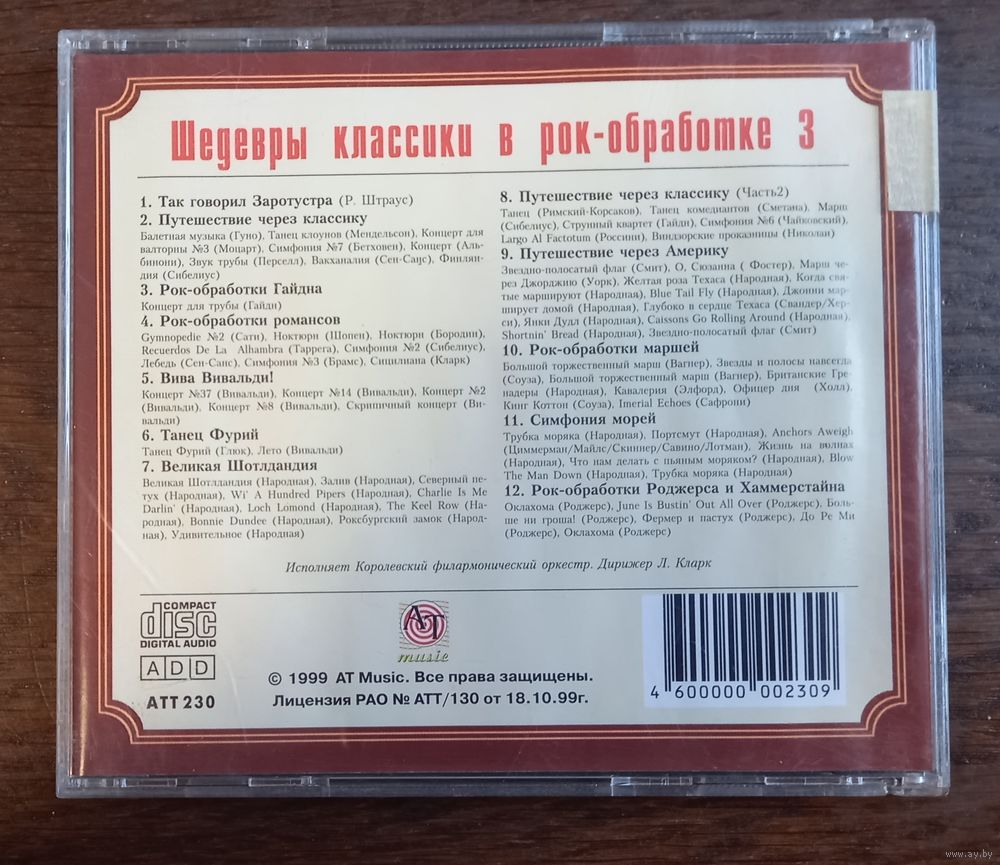 Шедевры классики в рок-обработке 3
1. Так говорил Заротустра (Р. Штраус)
2. Путешествие через классику
Балетная музыка (Гуно), Танец клоунов (Мендельсон), Концерт для
валторны №3 (Моцарт), Симфония №7 (Бетховен), Концерт (Аль-
бинони), Звук трубы (Перселл), Вакханалия (Сен-Санс), Финлян-
дия (Сибелиус)
3. Рок-обработки Гайдна
Концерт для трубы (Гайдн)
4. Рок-обработки романсов
Gymnopedie №2 (Сати), Ноктюрн (Шопен), Ноктюрн (Бородин),
Recuerdos De La Alhambra (Таррега), Симфония №2 (Сибелиус),
Лебедь (Сен-Санс), Симфония №3 (Брамс), Сицилиана (Кларк)
5. Вива Вивальди!
Концерт №37 (Вивальди), Концерт №14 (Вивальди), Концерт №2
(Вивальди), Концерт №8 (Вивальди), Скрипичный концерт (Ви-
вальди)
6. Танец Фурий
Танец Фурий (Глюк), Лето (Вивальди)
7. Великая Шотлдандия
Великая Шотлландия (Народная), Залив (Народная), Северный пе-
тух (Народная), Wi' A Hundred Pipers (Народная), Charlie Is Me
Darlin' (Народная), Loch Lomond (Народная), The Keel Row (На-
родная), Bonnie Dundee (Народная), Роксбургский замок (Народ-
ная), Удивительное (Народная)
8. Путешествие через классику (Часть2)
Танец (Римский-Корсаков), Танец комедиантов (Сметана), Марш
(Сибелиус), Струнный квартет (Гайдн), Симфония №6 (Чайковский),
Largo Al Factotum (Россини), Виндзорские проказницы (Николаи)
9. Путешествие через Америку
Звездно-полосатый флаг (Смит), О, Сюзанна ( Фостер), Марш че-
рез Джорджию (Уорк), Желтая роза Техаса (Народная), Когда свя-
тые маршируют (Народная), Blue Tail Fly (Народная), Джонни мар-
ширует домой (Народная), Глубоко в сердце Техаса (Свандер/Хер-
си), Янки Дудл (Народная), Caissons Go Rolling Around (Народная),
Shortnin' Bread (Народная), Звездно-полосатый флаг (Смит)
10. Рок-обработки маршей
Большой торжественный марш (Вагнер), Звезды и полосы навсегда
(Соуза), Большой торжественный марш (Вагнер), Британские Гре-
надеры (Народная), Кавалерия (Элфорд), Офицер дня (Холл),
Кинг Коттон (Соуза), Imerial Echoes (Сафрони)
11. Симфония морей
Трубка моряка (Народная), Портсмут (Народная), Anchors Aweigh
(Циммерман/Майлс/Скиннер/Савино/Лотман), Жизнь на волнах
(Народная), Что нам делать с пьяным моряком? (Народная), Blow
The Man Down (Народная), Трубка моряка (Народная)
12. Рок-обработки Роджерса и Хаммерстайна
Оклахома (Роджерс), June Is Bustin' Out All Over (Роджерс), Боль-
ше ни гроша! (Роджерс), Фермер и пастух (Роджерс), До Ре Ми
(Роджерс), Оклахома (Роджерс)
Исполняет Королевский филармонический оркестр. Дирижер Л. Кларк
COMPACT
disc
DIGITAL AUDIO
ADD
ATT 230
AT
music
© 1999 AT Music. Все права защищены.
Лицензия РАО № АТТ/130 от 18.10.99г.
4 600000 002309
www.ay.by